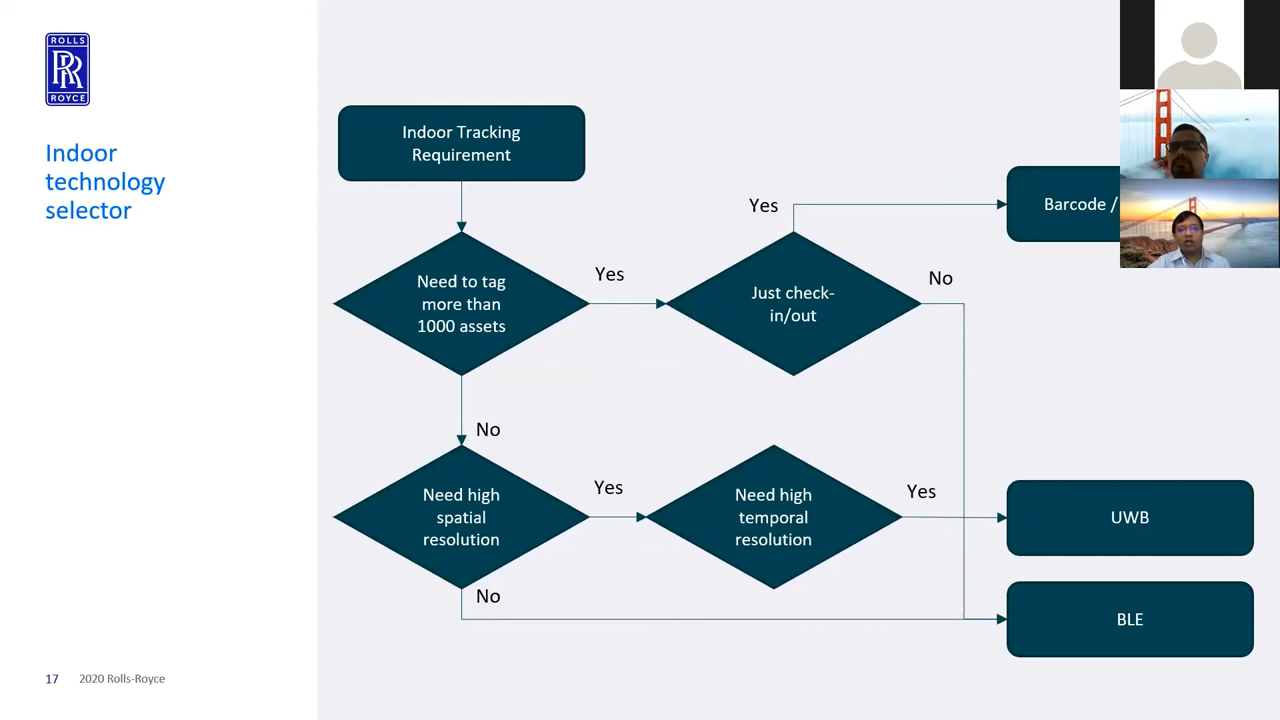 ROLLS
RR
ROYCE
Indoor
technology
selector
Indoor Tracking
Requirement
Need to tag
more than
1000 assets
Yes
Just check-
in/out
Yes
Barcode /
No
No
Need high
spatial
resolution
Yes
Need high
temporal
resolution
Yes
UWB
No
BLE
17
2020 Rolls-Royce